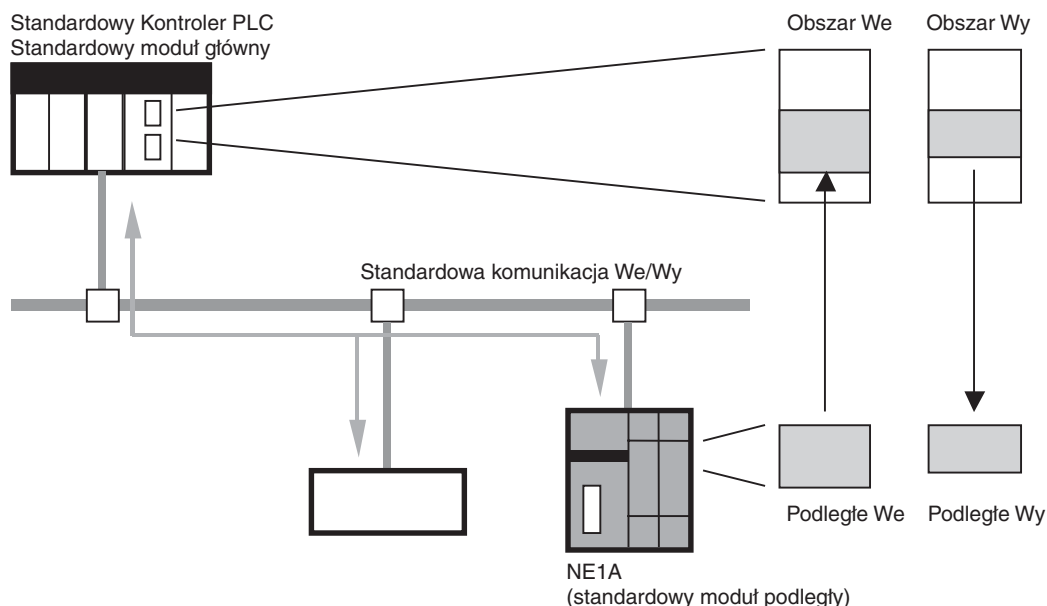 Standardowy Kontroler PLC
Standardowy moduł główny
Obszar We
Obszar Wy
Standardowa komunikacja We/Wy
Podległe We
Podległe Wy
NE1A
(standardowy moduł podległy)